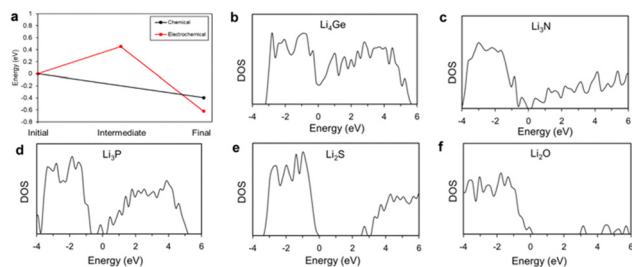 a
1
0.8
0.6
0.4
0.2
0
-0.2
-0.4
-0.6
-0.8
Energy (eV)
Chemical
Electrochemical
Initial Intermediate Final
b
Li₄Ge
DOS
-4 -2 0 2 4 6
Energy (eV)
c
Li₃N
DOS
-4 -2 0 2 4 6
Energy (eV)
d
Li₃P
DOS
-4 -2 0 2 4 6
Energy (eV)
e
Li₂S
DOS
-4 -2 0 2 4 6
Energy (eV)
f
Li₂O
DOS
-4 -2 0 2 4 6
Energy (eV)